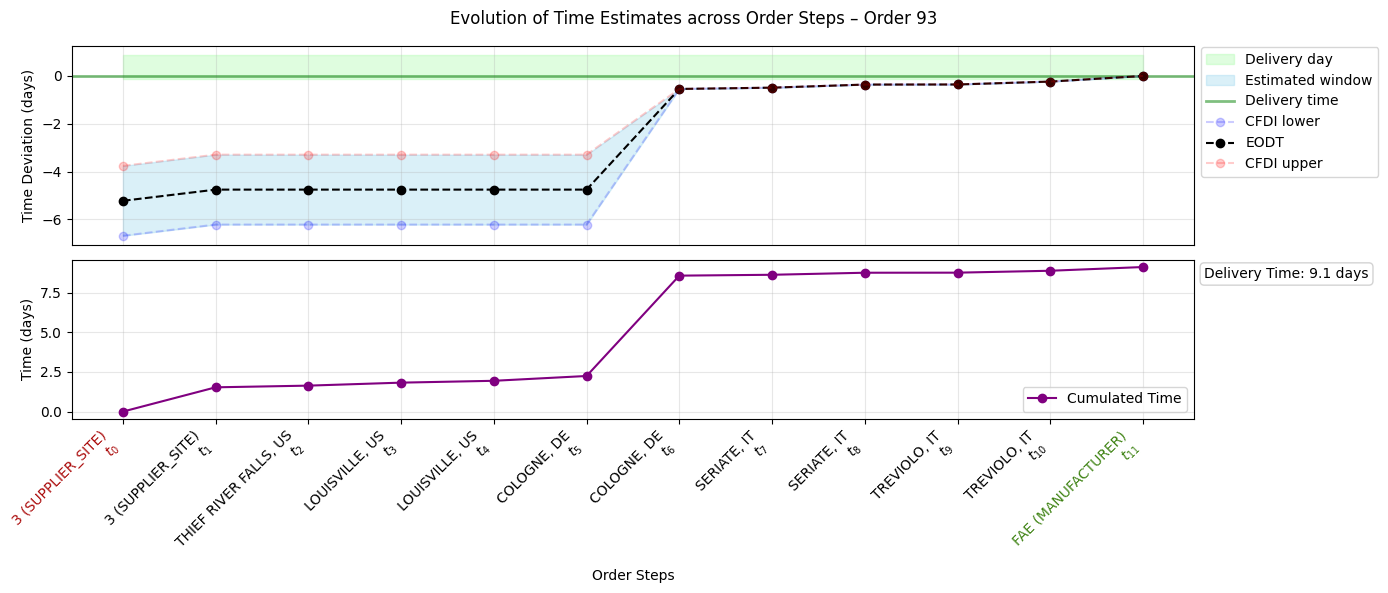 Evolution of Time Estimates across Order Steps – Order 93
Time Deviation (days)
0
−2
−4
−6
Delivery day
Estimated window
Delivery time
CFDI lower
EODT
CFDI upper
Time (days)
7.5
5.0
2.5
0.0
Delivery Time: 9.1 days
Cumulated Time
3 (SUPPLIER_SITE)
t0
3 (SUPPLIER_SITE)
t1
THIEF RIVER FALLS, US
t2
LOUISVILLE, US
t3
LOUISVILLE, US
t4
COLOGNE, DE
t5
COLOGNE, DE
t6
SERIATE, IT
t7
SERIATE, IT
t8
TREVIOLO, IT
t9
TREVIOLO, IT
t10
FAE (MANUFACTURER)
t11
Order Steps